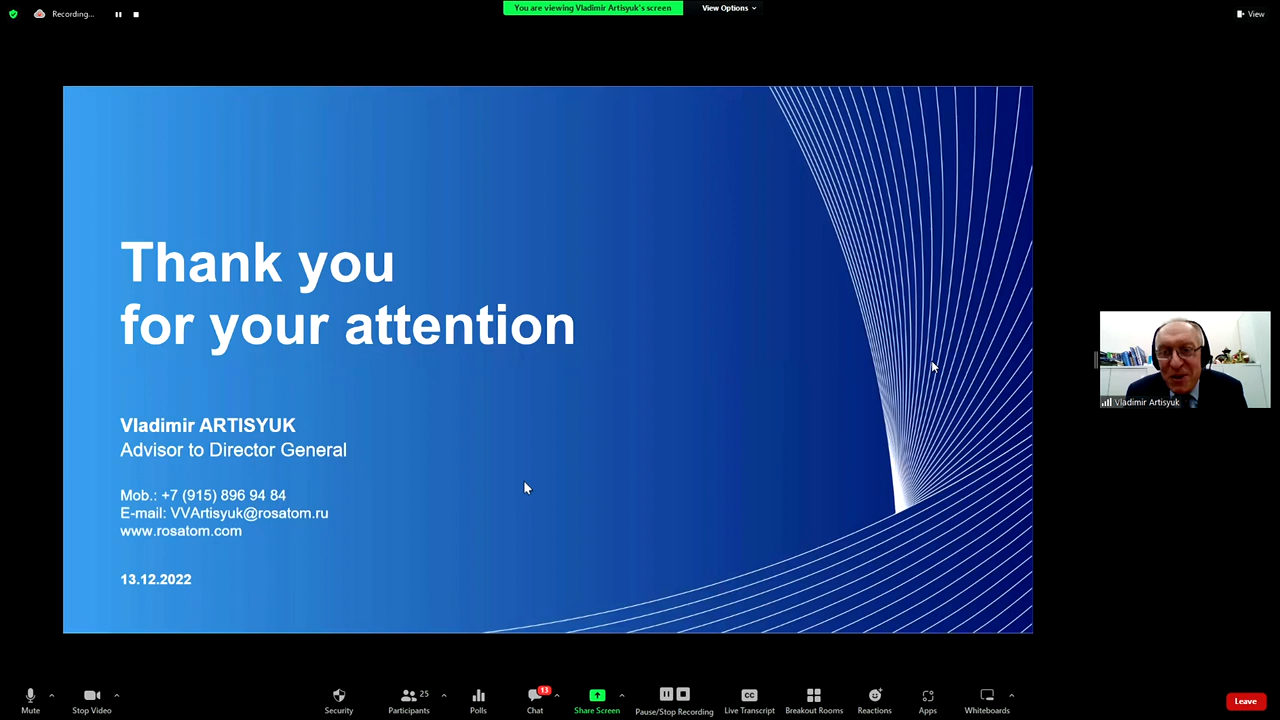 Recording...
You are viewing Vladimir Artisyuk's screen
View Options
View
Thank you
for your attention
Vladimir ARTISYUK
Advisor to Director General
Mob.: +7 (915) 896 94 84
E-mail: VVArtisyuk@rosatom.ru
www.rosatom.com
13.12.2022
Vladimir Artisyuk
Mute
Stop Video
Security
Participants
25
Polls
Chat
13
Share Screen
Pause/Stop Recording
CC
Live Transcript
Breakout Rooms
Reactions
Apps
Whiteboards
Leave